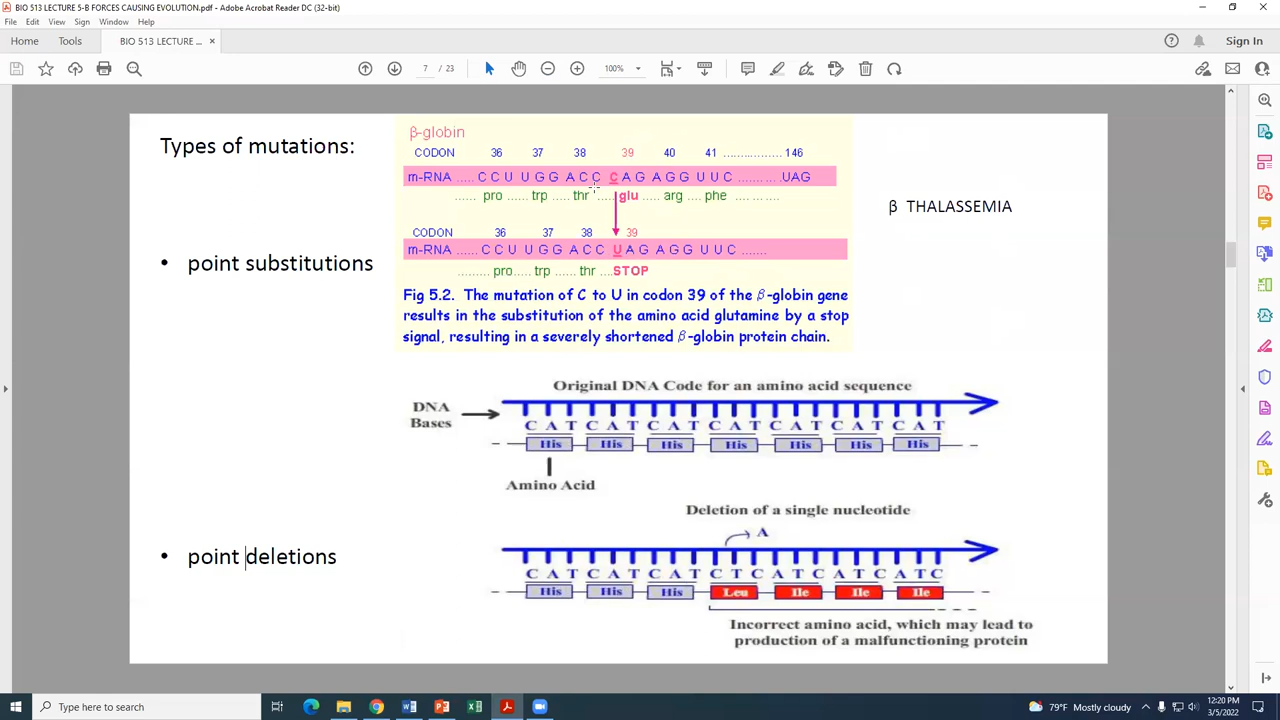 BIO 513 LECTURE 5-B FORCES CAUSING EVOLUTION.pdf - Adobe Acrobat Reader DC (32-bit)
File Edit View Sign Window Help
Home Tools BIO 513 LECTURE ... × Sign In
7 / 23 100%
Types of mutations:
β-globin
CODON 36 37 38 39 40 41 ...……......… 146
m-RNA ..... C C U U G G A C C C A G A G G U U C ……... ... UAG
...... pro ...... trp ...... thr ...... glu ...... arg ...... phe ... ... ....
β THALASSEMIA
CODON 36 37 38 39
m-RNA ...... C C U U G G A C C U A G A G G U U C .......
......... pro..... trp ...... thr ....STOP
• point substitutions
Fig 5.2. The mutation of C to U in codon 39 of the β-globin gene
results in the substitution of the amino acid glutamine by a stop
signal, resulting in a severely shortened β-globin protein chain.
Original DNA Code for an amino acid sequence
DNA
Bases
C A T C A T C A T C A T C A T C A T C A T
His His His His His His His
Amino Acid
Deletion of a single nucleotide
A
• point deletions
C A T C A T C A T C T C A T C A T C A T C
His His His Leu Ile Ile Ile
Incorrect amino acid, which may lead to
production of a malfunctioning protein
Type here to search
79°F Mostly cloudy
12:20 PM
3/5/2022